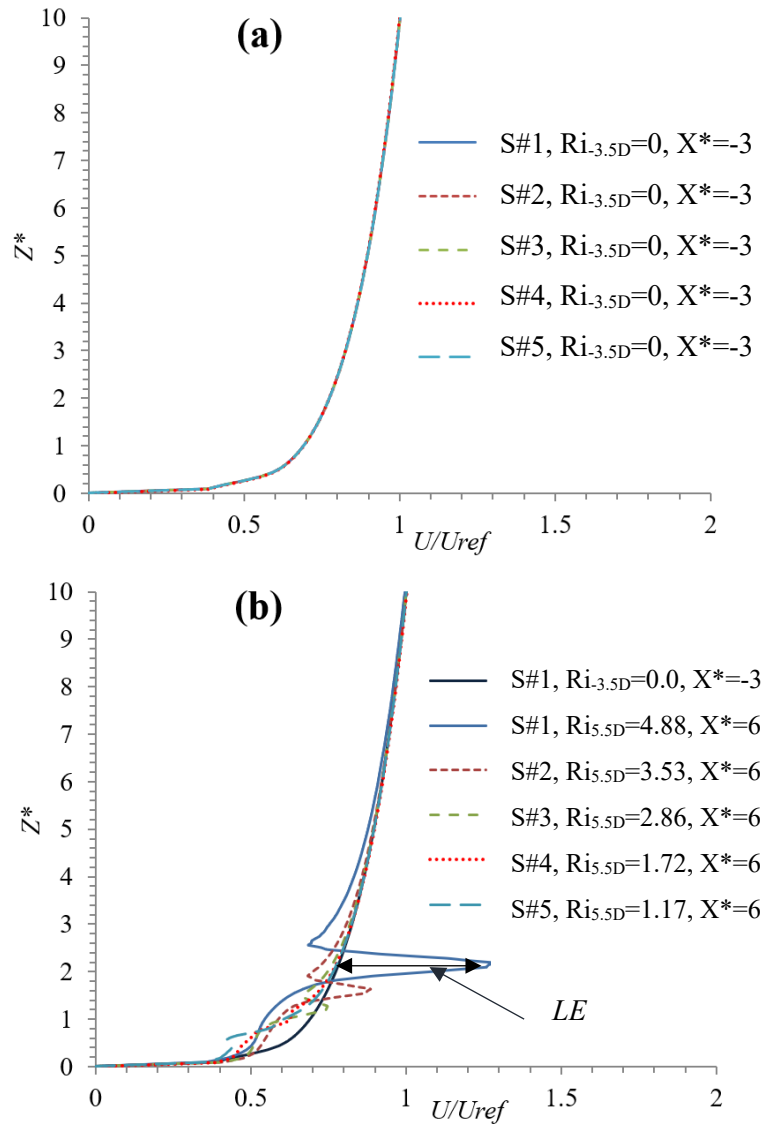 (a)
10
9
8
7
6
5
4
3
2
1
0
Z*
S#1, Ri-3.5D=0, X*=-3
S#2, Ri-3.5D=0, X*=-3
S#3, Ri-3.5D=0, X*=-3
S#4, Ri-3.5D=0, X*=-3
S#5, Ri-3.5D=0, X*=-3
0 0.5 1 1.5 2
U/Uref
(b)
10
9
8
7
6
5
4
3
2
1
0
Z*
S#1, Ri-3.5D=0.0, X*=-3
S#1, Ri5.5D=4.88, X*=6
S#2, Ri5.5D=3.53, X*=6
S#3, Ri5.5D=2.86, X*=6
S#4, Ri5.5D=1.72, X*=6
S#5, Ri5.5D=1.17, X*=6
LE
0 0.5 1 1.5 2
U/Uref